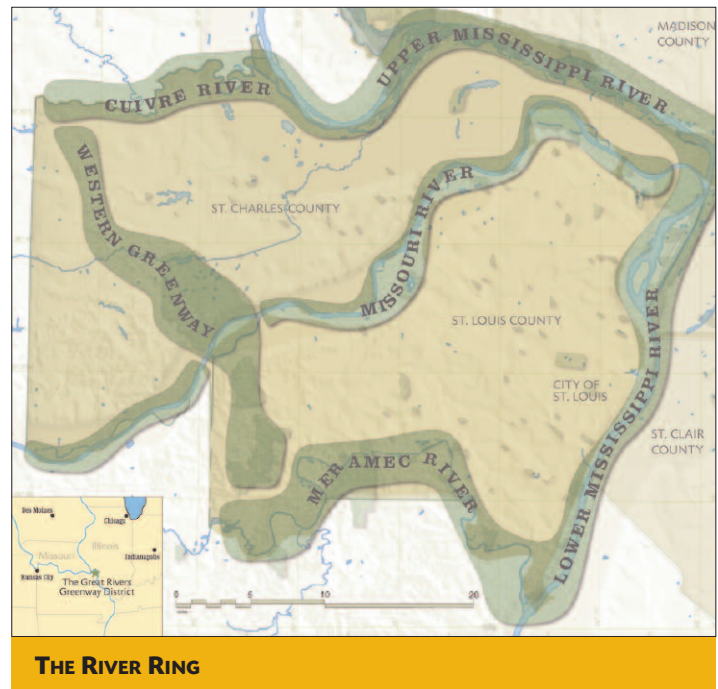 MADISON
COUNTY
UPPER MISSISSIPPI RIVER
CUIVRE RIVER
WESTERN GREENWAY
ST. CHARLES COUNTY
MISSOURI RIVER
ST. LOUIS COUNTY
CITY OF
ST. LOUIS
LOWER MISSISSIPPI RIVER
ST. CLAIR
COUNTY
MERAMEC RIVER
Des Moines
Chicago
Missouri
Illinois
Indianapolis
Kansas City
The Great Rivers
Greenway District
0 5 10 20
THE RIVER RING